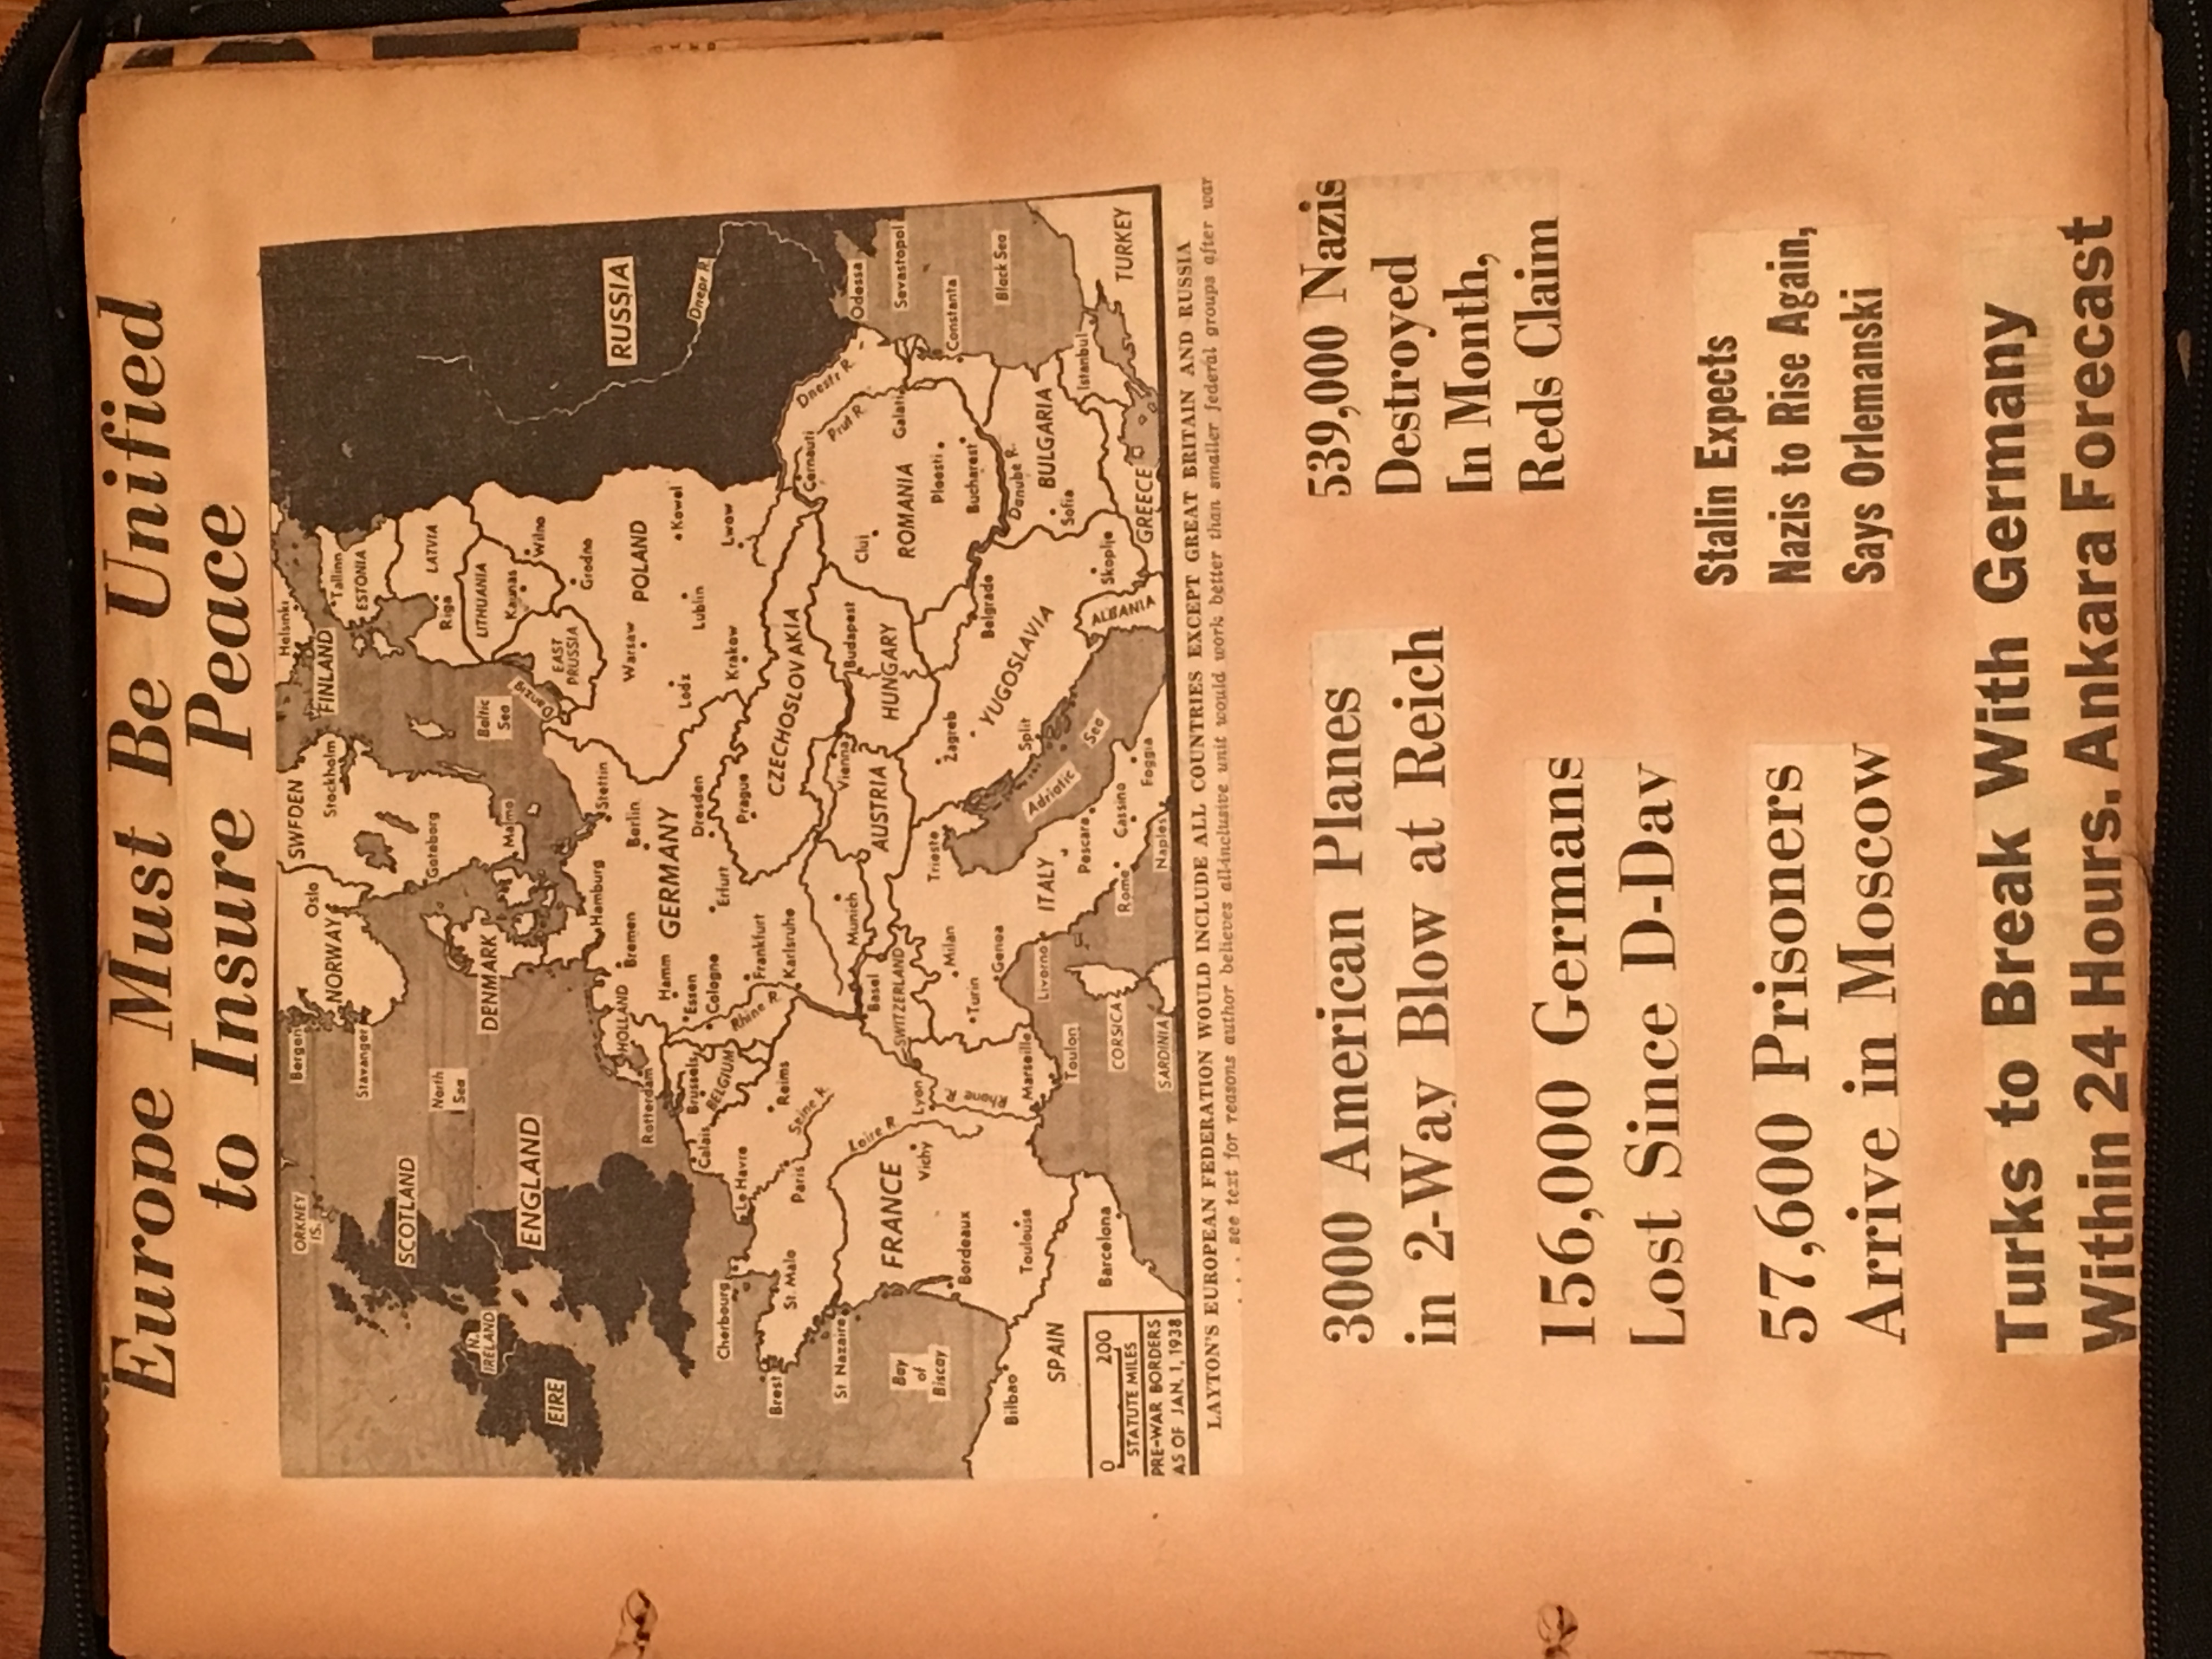 Europe Must Be Unified
to Insure Peace
ORKNEY
IS.
Bergen
Oslo
SWEDEN
Helsinki
NORWAY
Stockholm
FINLAND
Tallinn
Stavanger
ESTONIA
SCOTLAND
North
Sea
Goteborg
Riga
LATVIA
N.
IRELAND
DENMARK
Baltic
Sea
LITHUANIA
Malmo
Kaunas
ENGLAND
Danzig
Wilno
EIRE
EAST
PRUSSIA
Grodno
Hamburg
Stettin
HOLLAND
Bremen
Berlin
Warsaw
POLAND
RUSSIA
Rotterdam
Hamm
GERMANY
Brussels
Essen
Lodz
Lublin
Kowel
Calais
BELGIUM
Cologne
Erfurt
Dresden
Dnepr R.
Cherbourg
Le Havre
Rhine R.
Frankfurt
Prague
Krakow
Lwow
Brest
St. Malo
Paris
Seine R.
Reims
Karlsruhe
CZECHOSLOVAKIA
Cernauti
Dnestr R.
Prut R.
St Nazaire
Loire R.
Munich
Vienna
Budapest
Cluj
Odessa
Basel
FRANCE
SWITZERLAND
AUSTRIA
HUNGARY
ROMANIA
Galati
Sevastopol
Bay
of
Biscay
Vichy
Lyon
Trieste
Zagreb
Ploesti
Constanta
Bordeaux
Rhone R.
Milan
Turin
Belgrade
Bucharest
Bilbao
Toulouse
Marseille
Genoa
YUGOSLAVIA
Danube R.
Black Sea
SPAIN
Livorno
ITALY
Adriatic
Sea
Split
BULGARIA
Sofia
Toulon
Pescara
Istanbul
0 200
STATUTE MILES
Barcelona
CORSICA
Rome
Cassino
ALBANIA
Skoplje
TURKEY
PRE-WAR BORDERS
AS OF JAN. 1, 1938
SARDINIA
Naples
Foggia
GREECE
LAYTON'S EUROPEAN FEDERATION WOULD INCLUDE ALL COUNTRIES EXCEPT GREAT BRITAIN AND RUSSIA
. . . see text for reasons author believes all-inclusive unit would work better than smaller federal groups after war
3000 American Planes
in 2-Way Blow at Reich
539,000 Nazis
Destroyed
In Month,
Reds Claim
156,000 Germans
Lost Since D-Day
57,600 Prisoners
Arrive in Moscow
Stalin Expects
Nazis to Rise Again,
Says Orlemanski
Turks to Break With Germany
Within 24 Hours, Ankara Forecast